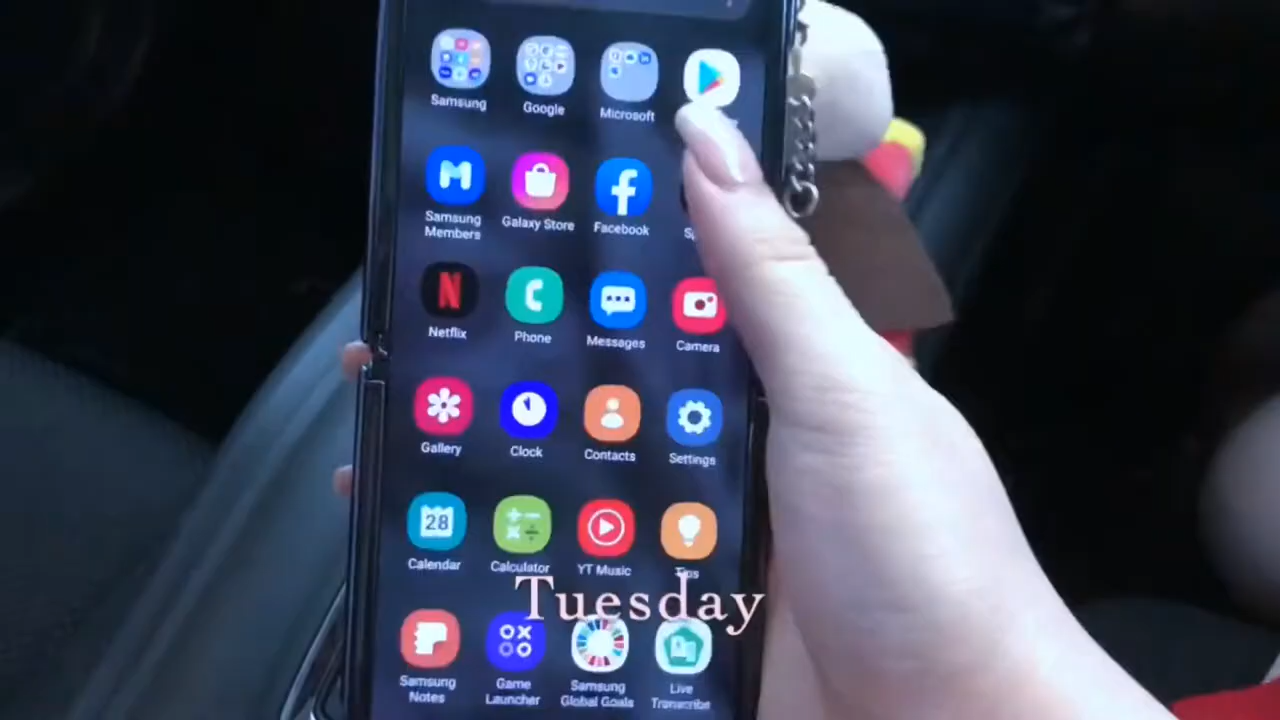 Samsung
Google
Microsoft
Samsung
Members
Galaxy Store
Facebook
Netflix
Phone
Messages
Camera
Gallery
Clock
Contacts
Settings
28
Calendar
Calculator
YT Music
Tips
Tuesday
Samsung
Notes
Game
Launcher
Samsung
Global Goals
Live
Transcribe